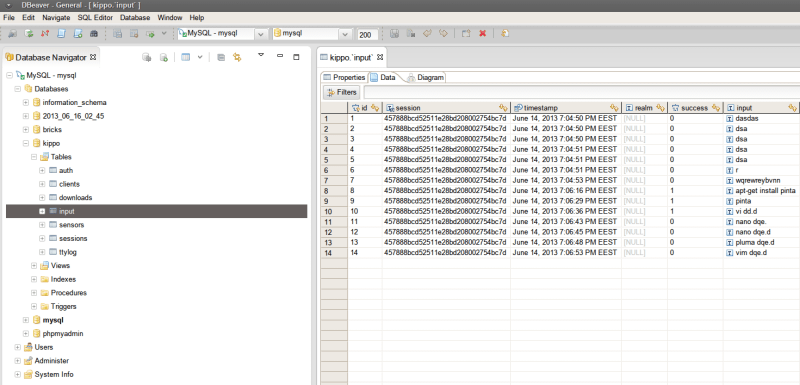 DBeaver - General - [ kippo.`input` ]
File Edit Navigate SQL Editor Database Window Help
MySQL - mysql mysql 200
Database Navigator kippo.`input`
MySQL - mysql
Databases
information_schema
2013_06_16_02_45
bricks
kippo
Tables
auth
clients
downloads
input
sensors
sessions
ttylog
Views
Indexes
Procedures
Triggers
mysql
phpmyadmin
Users
Administer
System Info
Properties Data Diagram
Filters
id session timestamp realm success input
1 1 457888bcd52511e28bd208002754bc7d June 14, 2013 7:04:50 PM EEST [NULL] 0 dasdas
2 2 457888bcd52511e28bd208002754bc7d June 14, 2013 7:04:50 PM EEST [NULL] 0 dsa
3 3 457888bcd52511e28bd208002754bc7d June 14, 2013 7:04:50 PM EEST [NULL] 0 dsa
4 4 457888bcd52511e28bd208002754bc7d June 14, 2013 7:04:51 PM EEST [NULL] 0 dsa
5 5 457888bcd52511e28bd208002754bc7d June 14, 2013 7:04:51 PM EEST [NULL] 0 dsa
6 6 457888bcd52511e28bd208002754bc7d June 14, 2013 7:04:51 PM EEST [NULL] 0 r
7 7 457888bcd52511e28bd208002754bc7d June 14, 2013 7:04:53 PM EEST [NULL] 0 wqrewreybvnn
8 8 457888bcd52511e28bd208002754bc7d June 14, 2013 7:06:16 PM EEST [NULL] 1 apt-get install pinta
9 9 457888bcd52511e28bd208002754bc7d June 14, 2013 7:06:29 PM EEST [NULL] 1 pinta
10 10 457888bcd52511e28bd208002754bc7d June 14, 2013 7:06:36 PM EEST [NULL] 1 vi dd.d
11 11 457888bcd52511e28bd208002754bc7d June 14, 2013 7:06:43 PM EEST [NULL] 0 nano dqe.
12 12 457888bcd52511e28bd208002754bc7d June 14, 2013 7:06:45 PM EEST [NULL] 0 nano dqe.d
13 13 457888bcd52511e28bd208002754bc7d June 14, 2013 7:06:48 PM EEST [NULL] 0 pluma dqe.d
14 14 457888bcd52511e28bd208002754bc7d June 14, 2013 7:06:53 PM EEST [NULL] 0 vim dqe.d